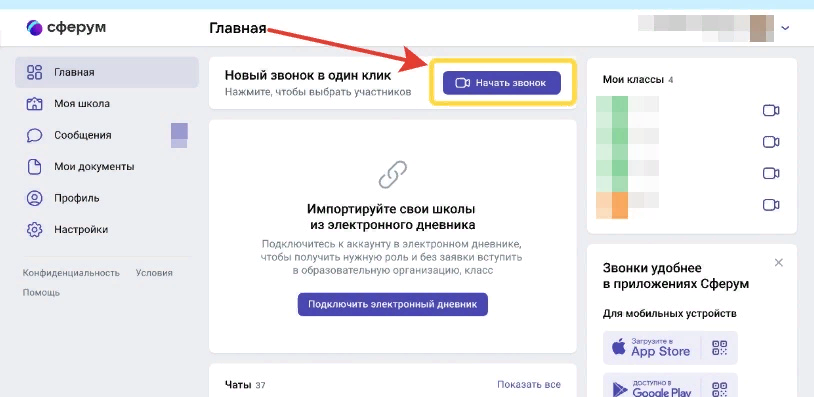 сферум
Главная
Главная
Моя школа
Сообщения
Мои документы
Профиль
Настройки
Конфиденциальность Условия
Помощь
Новый звонок в один клик
Нажмите, чтобы выбрать участников
Начать звонок
Импортируйте свои школы
из электронного дневника
Подключитесь к аккаунту в электронном дневнике,
чтобы получить нужную роль и без заявки вступить
в образовательную организацию, класс
Подключить электронный дневник
Чаты 37
Показать все
Мои классы 4
Звонки удобнее
в приложениях Сферум
Для мобильных устройств
Загрузите в
App Store
ДОСТУПНО В
Google Play